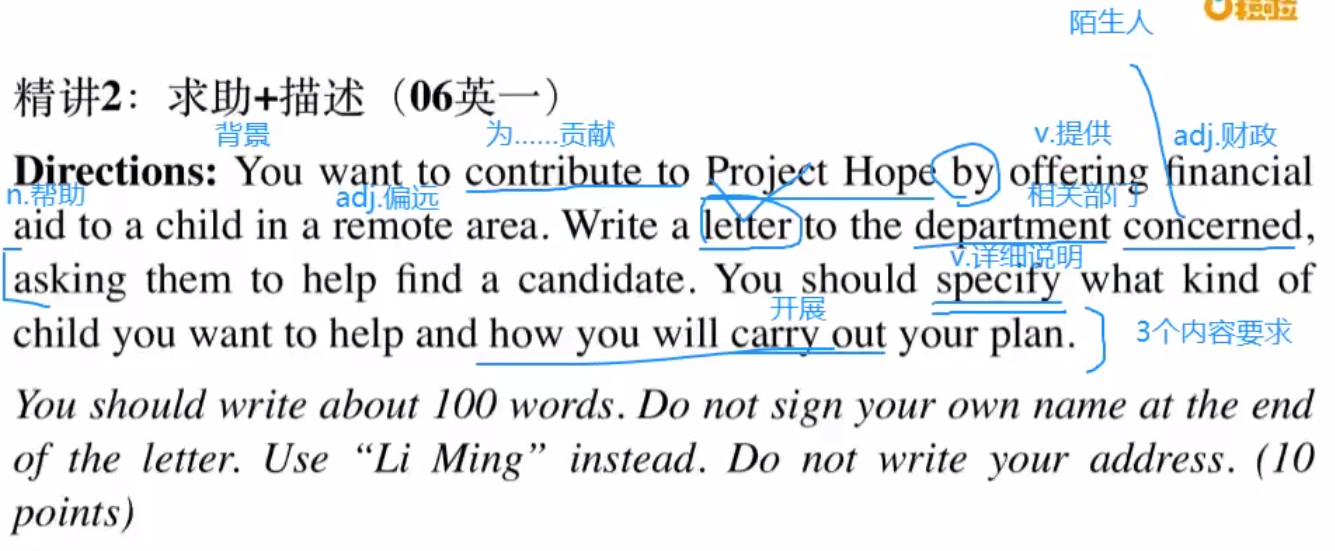 陌生人
精讲2：求助+描述（06英一）
背景 为……贡献 v.提供 adj.财政
Directions: You want to contribute to Project Hope by offering financial
n.帮助 adj.偏远 相关部门
aid to a child in a remote area. Write a letter to the department concerned,
v.详细说明
asking them to help find a candidate. You should specify what kind of
开展
child you want to help and how you will carry out your plan. 3个内容要求
You should write about 100 words. Do not sign your own name at the end
of the letter. Use “Li Ming” instead. Do not write your address. (10
points)